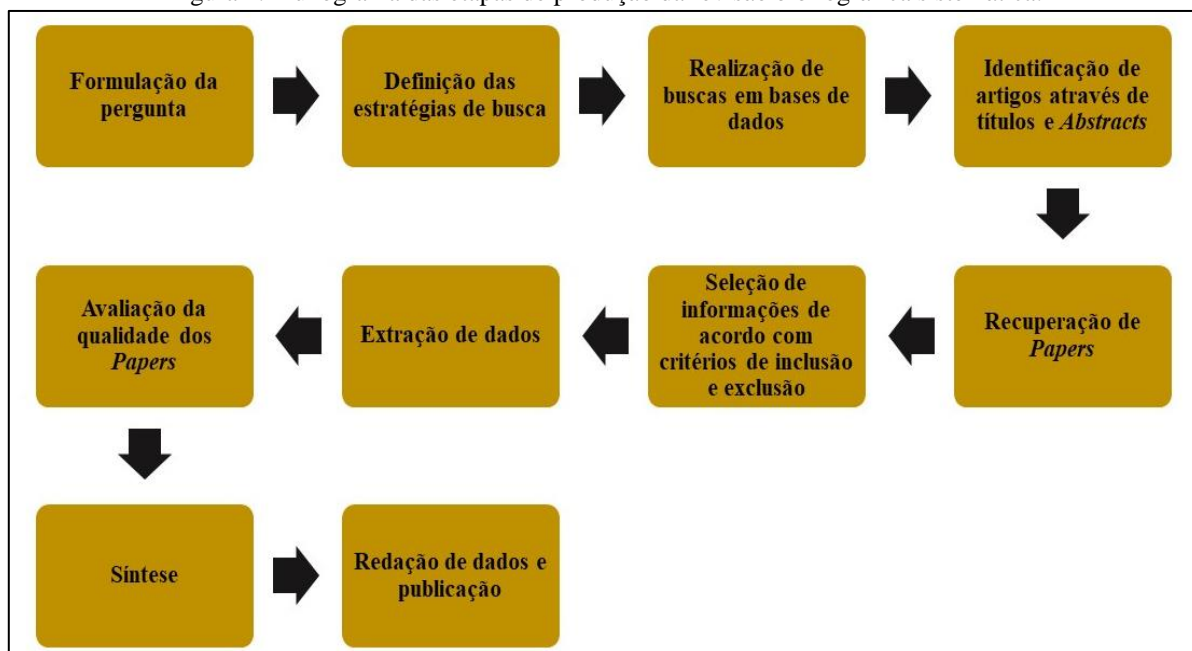 Formulação da
pergunta
Definição das
estratégias de busca
Realização de
buscas em bases de
dados
Identificação de
artigos através de
títulos e Abstracts
Recuperação de
Papers
Seleção de
informações de
acordo com
critérios de inclusão
e exclusão
Extração de dados
Avaliação da
qualidade dos
Papers
Síntese
Redação de dados e
publicação